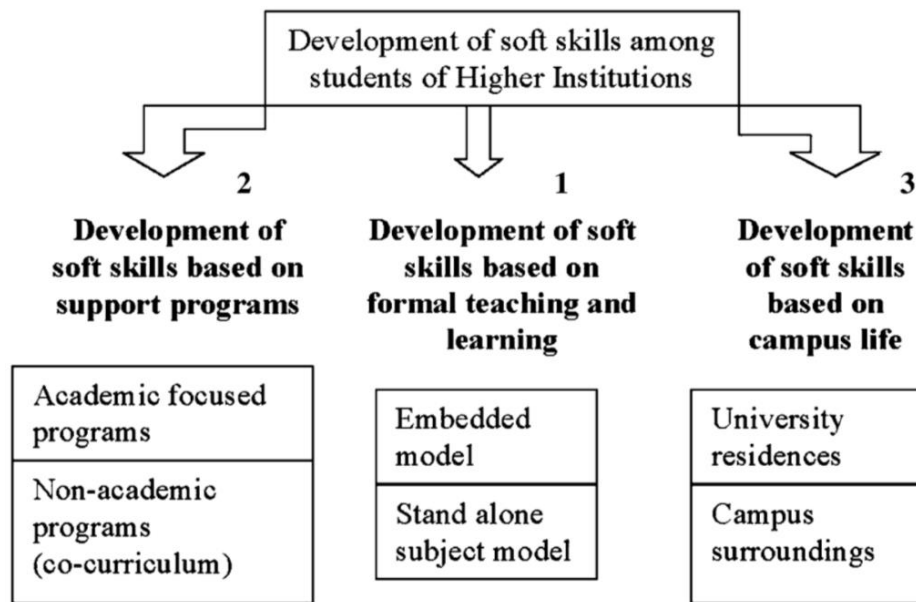 Development of soft skills among
students of Higher Institutions
2
Development of
soft skills based on
support programs
Academic focused
programs
Non-academic
programs
(co-curriculum)
1
Development of soft
skills based on
formal teaching and
learning
Embedded
model
Stand alone
subject model
3
Development
of soft skills
based on
campus life
University
residences
Campus
surroundings